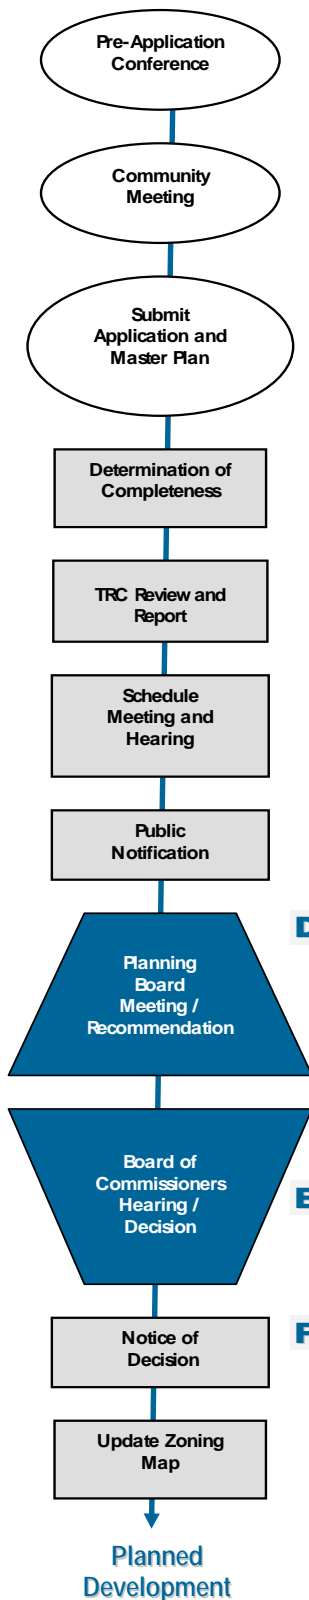 Pre-Application
Conference
Community
Meeting
Submit
Application and
Master Plan
Determination of
Completeness
TRC Review and
Report
Schedule
Meeting and
Hearing
Public
Notification
D
Planning
Board
Meeting /
Recommendation
Board of
Commissioners
Hearing /
Decision
E
F
Notice of
Decision
Update Zoning
Map
Planned
Development